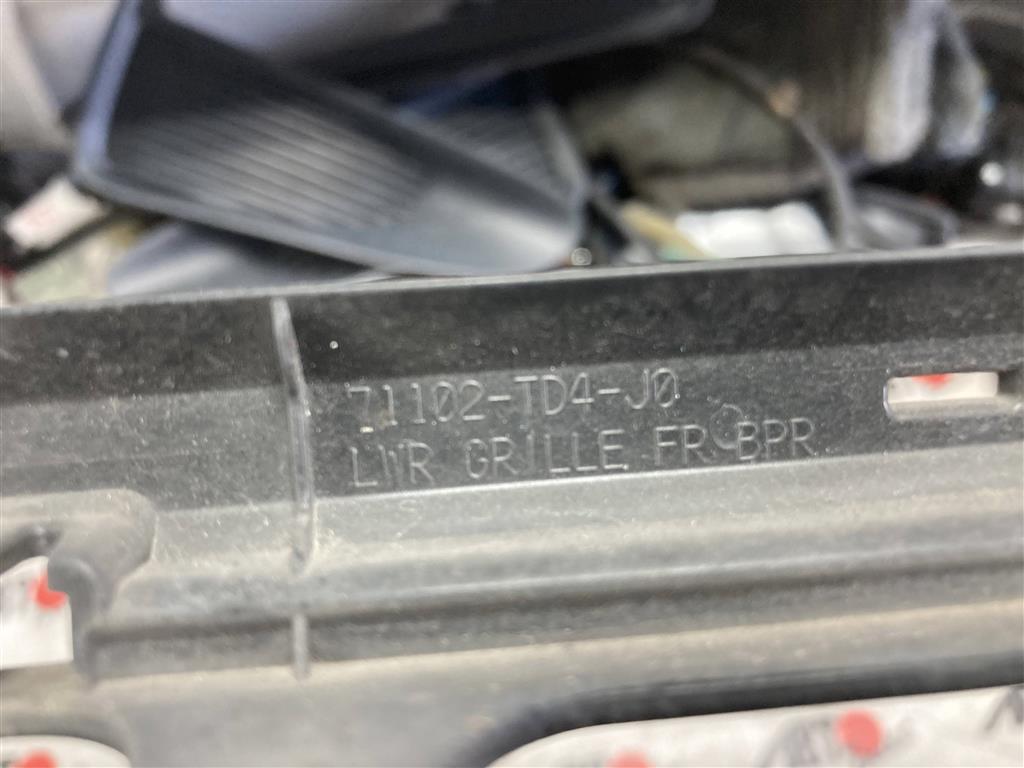 71102-TD4-J0
LWR GRILLE FR BPR